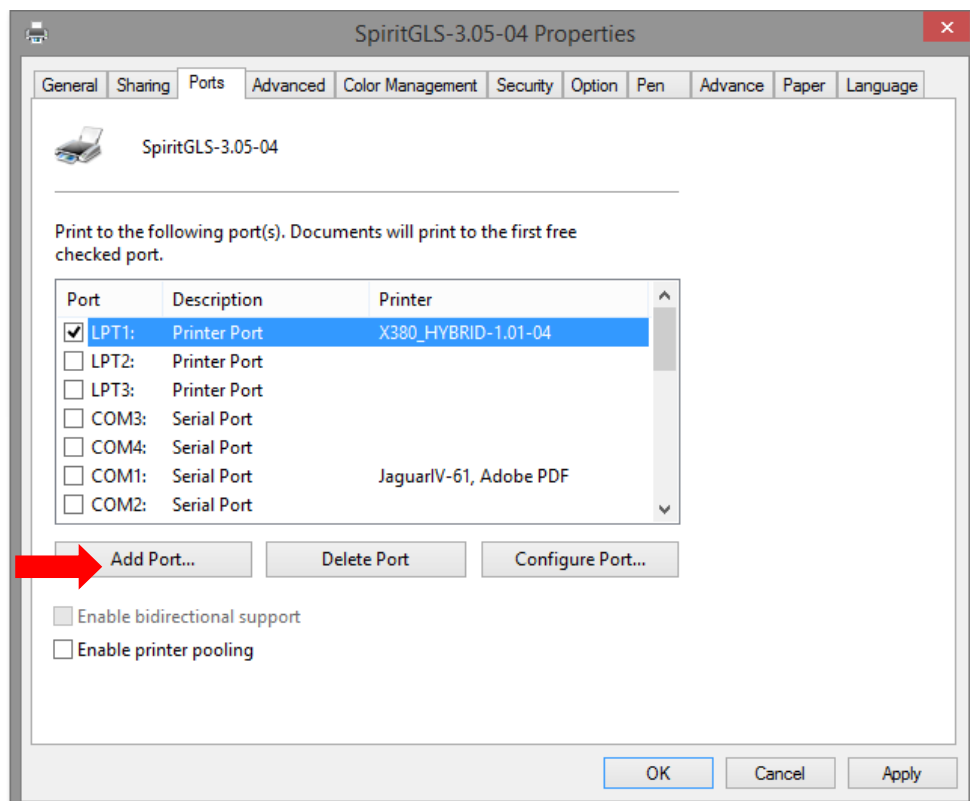 SpiritGLS-3.05-04 Properties
General Sharing Ports Advanced Color Management Security Option Pen Advance Paper Language
SpiritGLS-3.05-04
Print to the following port(s). Documents will print to the first free
checked port.
Port Description Printer
LPT1: Printer Port X380_HYBRID-1.01-04
LPT2: Printer Port
LPT3: Printer Port
COM3: Serial Port
COM4: Serial Port
COM1: Serial Port JaguarIV-61, Adobe PDF
COM2: Serial Port
Add Port... Delete Port Configure Port...
Enable bidirectional support
Enable printer pooling
OK Cancel Apply